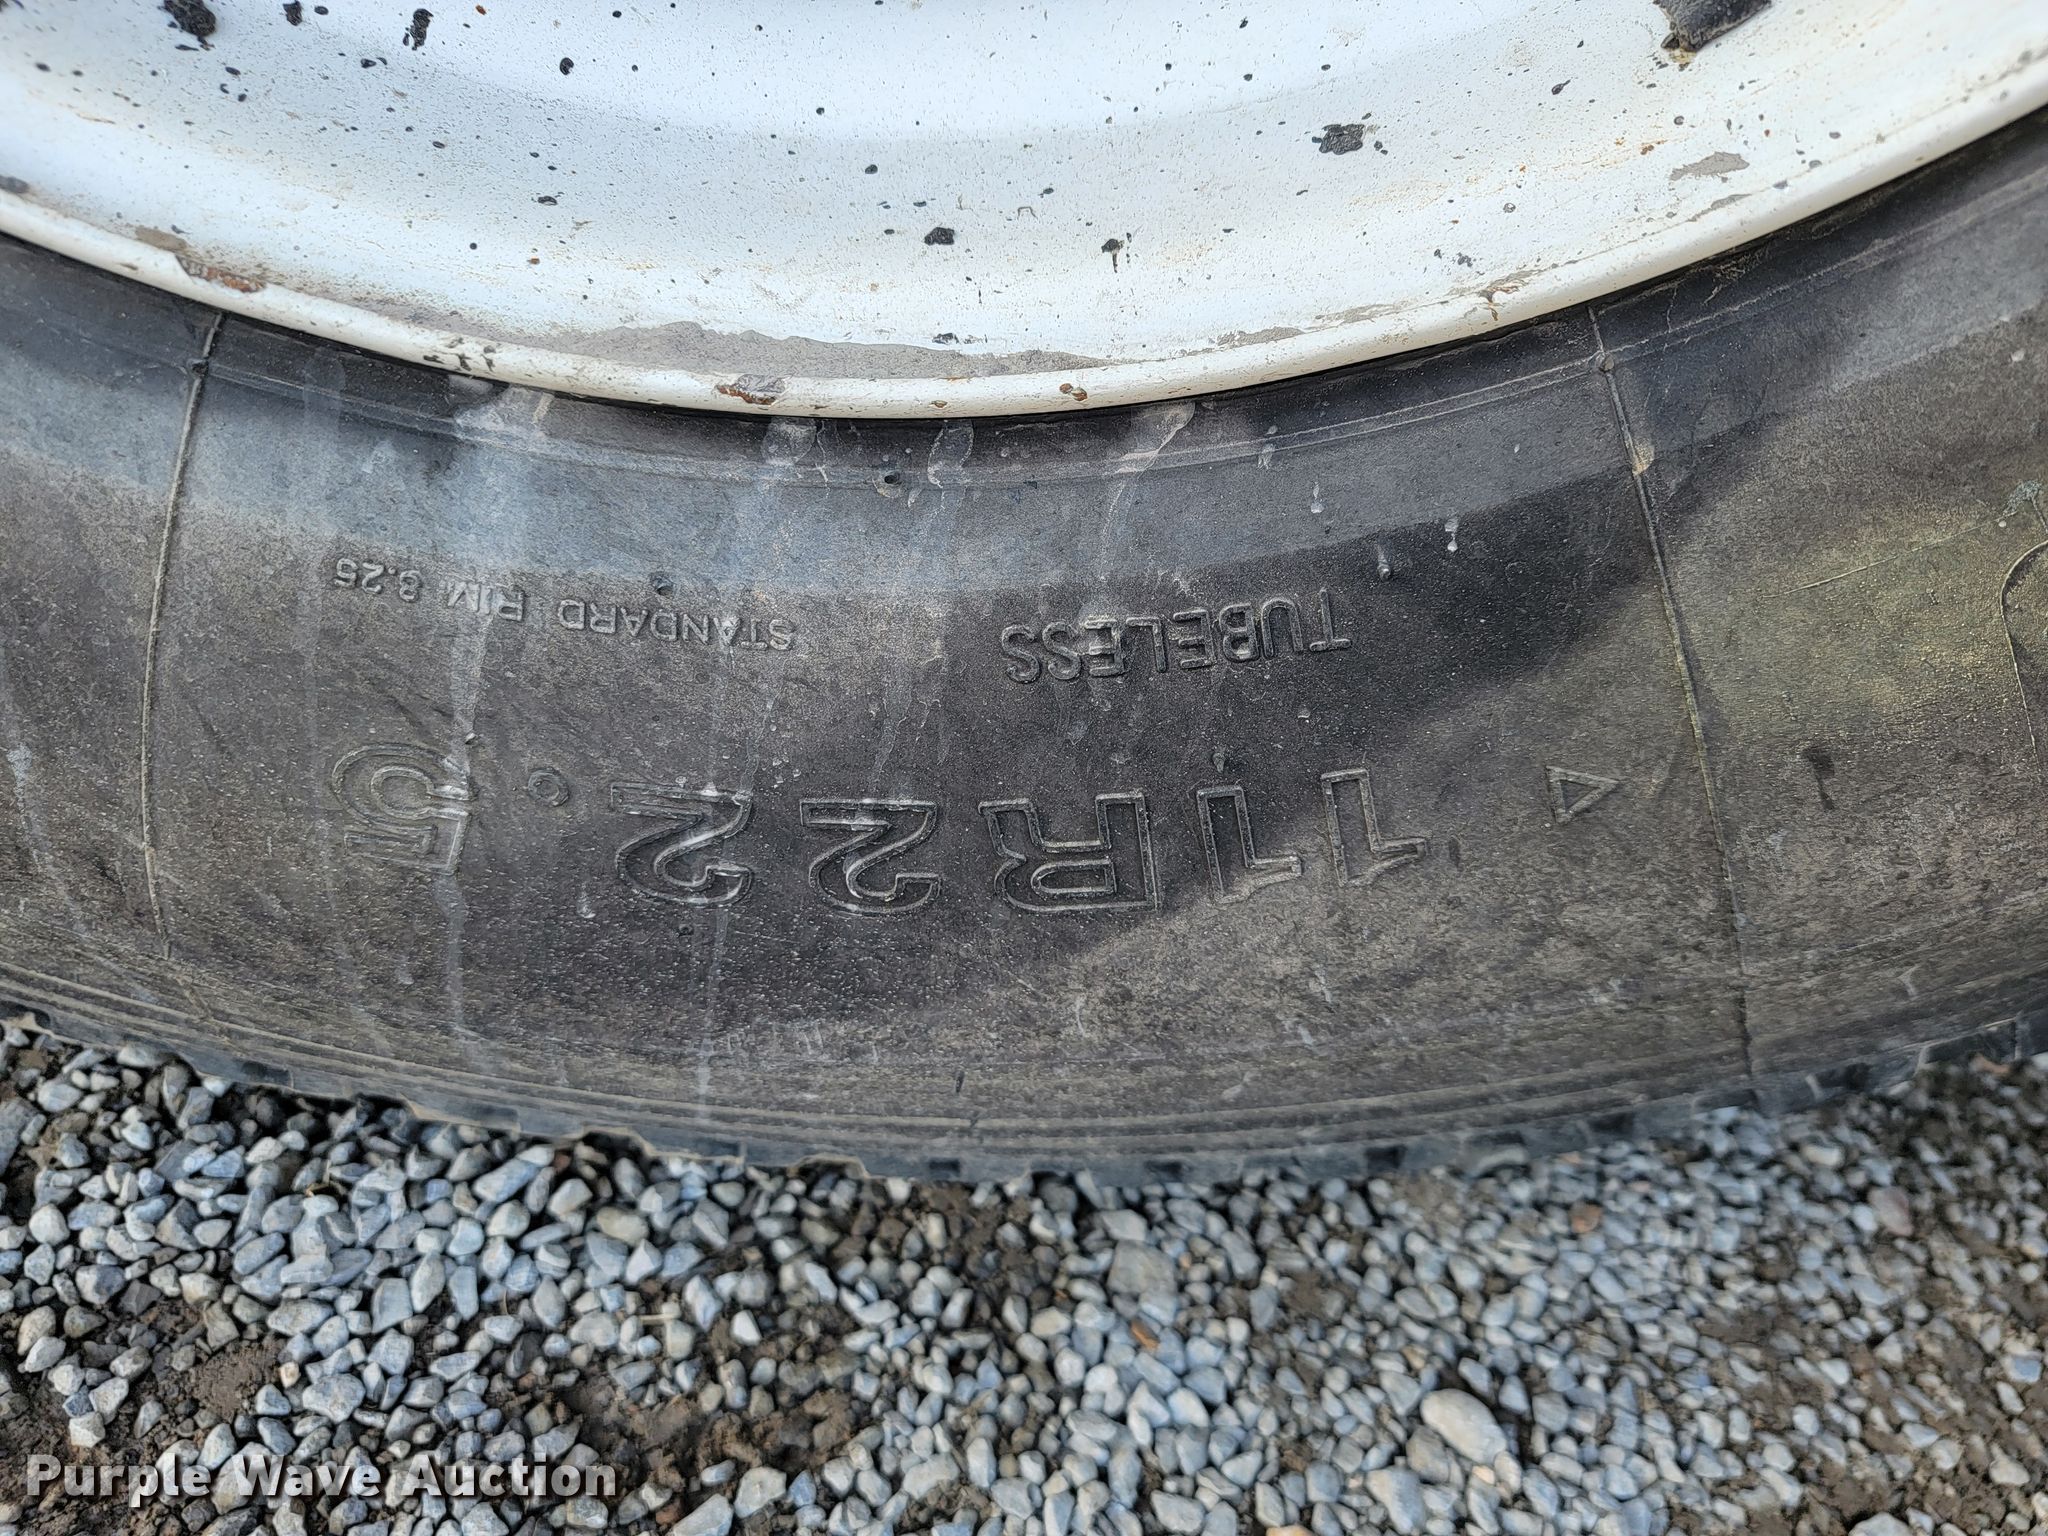 11R22.5
TUBELESS
STANDARD RIM 8.25
Purple Wave Auction